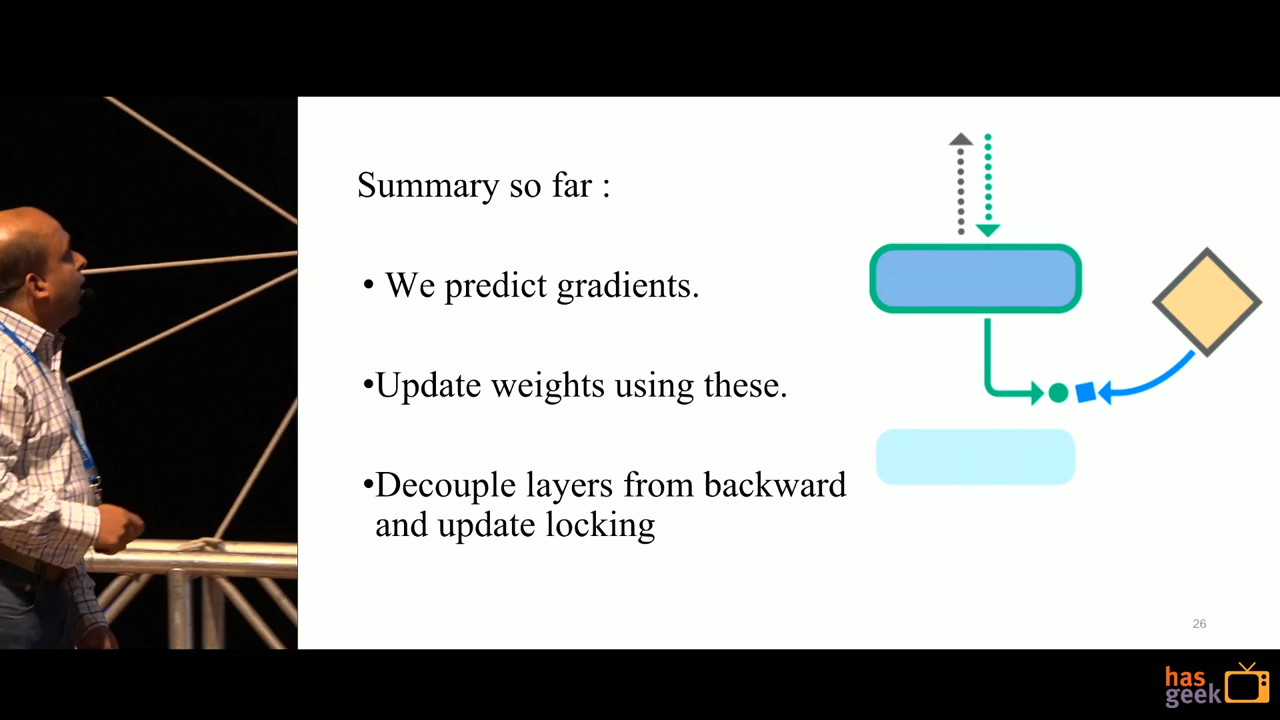 Summary so far :
• We predict gradients.
•Update weights using these.
•Decouple layers from backward
and update locking
26
has
geek